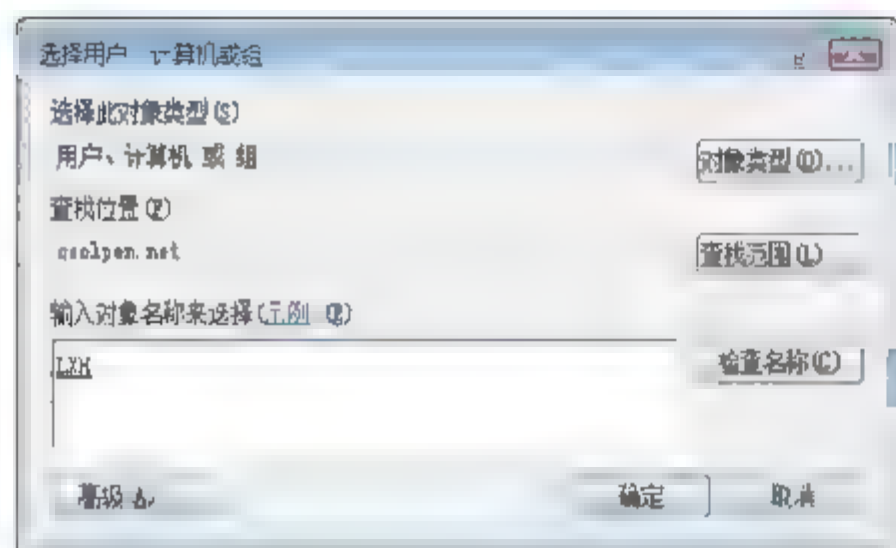 选择用户 计算机或组
选择此对象类型(S)
用户、计算机 或 组
对象类型(O)...
查找位置(F)
查找范围(L)
输入对象名称来选择(示例 (E))
LXH
检查名称(C)
高级 A.
确定
取消